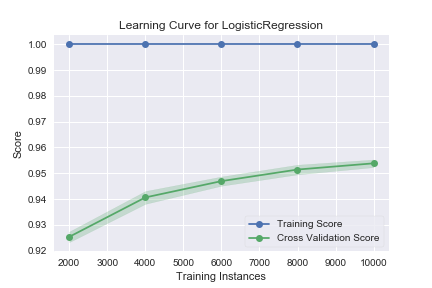 Learning Curve for LogisticRegression
1.00
0.99
0.98
0.97
0.96
0.95
0.94
0.93
0.92
Score
Training Score
Cross Validation Score
2000 3000 4000 5000 6000 7000 8000 9000 10000
Training Instances